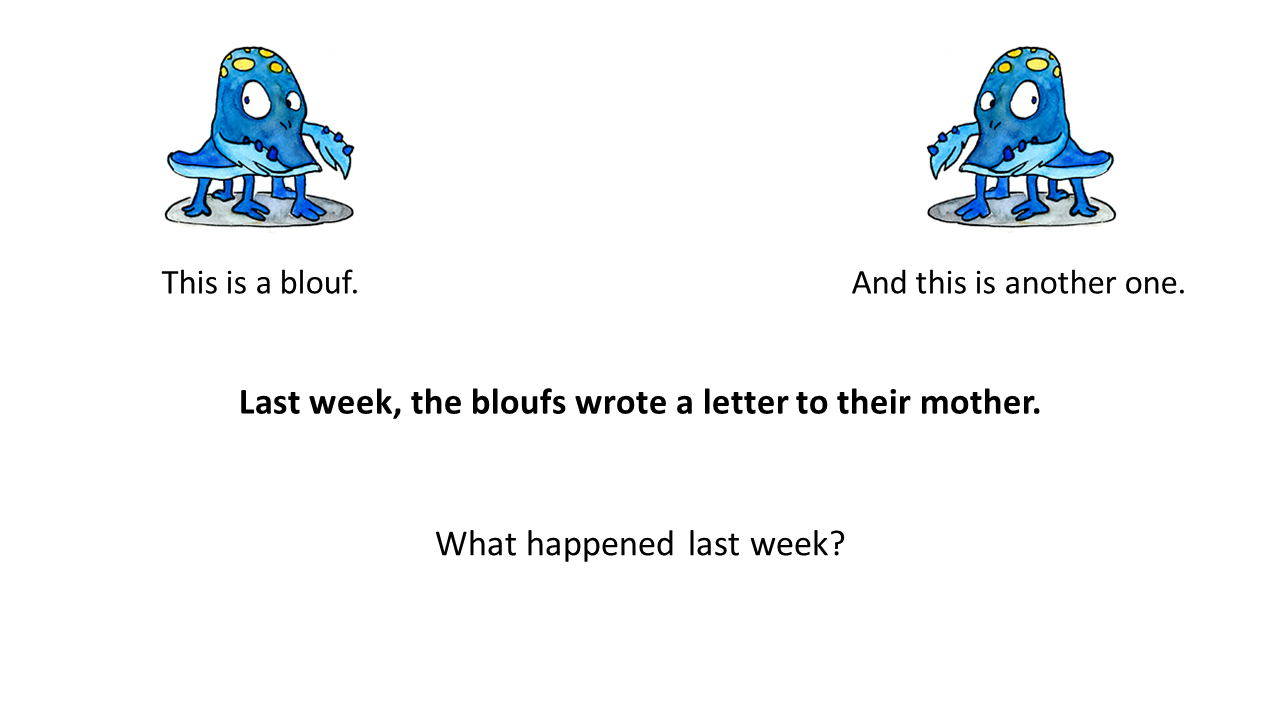 This is a blouf.
And this is another one.
Last week, the bloufs wrote a letter to their mother.
What happened last week?